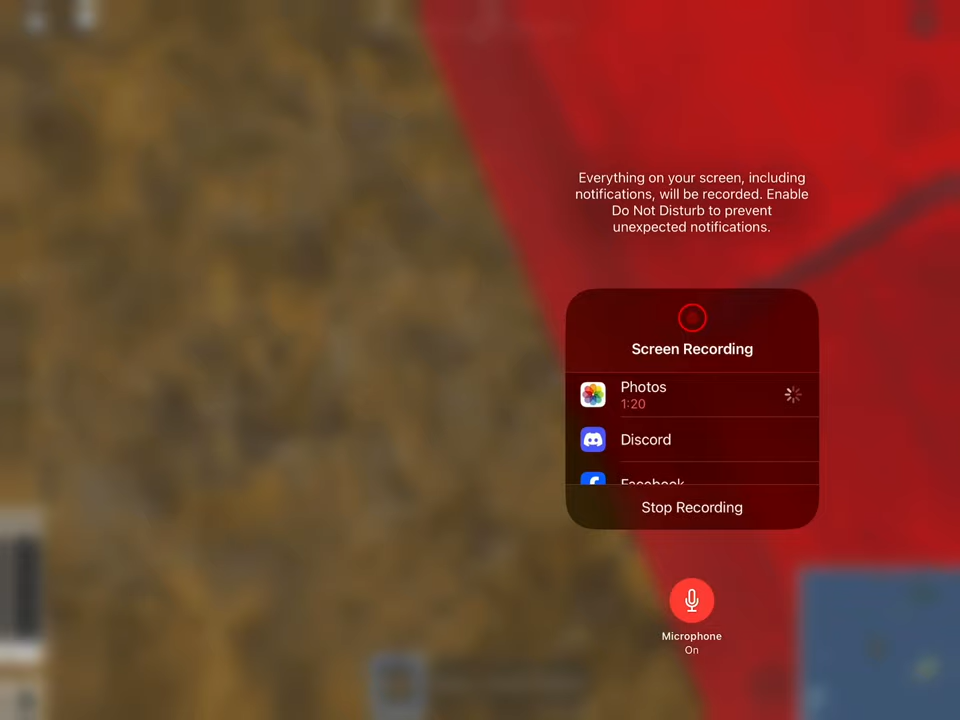 Everything on your screen, including
notifications, will be recorded. Enable
Do Not Disturb to prevent
unexpected notifications.
Screen Recording
Photos
1:20
Discord
Facebook
Stop Recording
Microphone
On